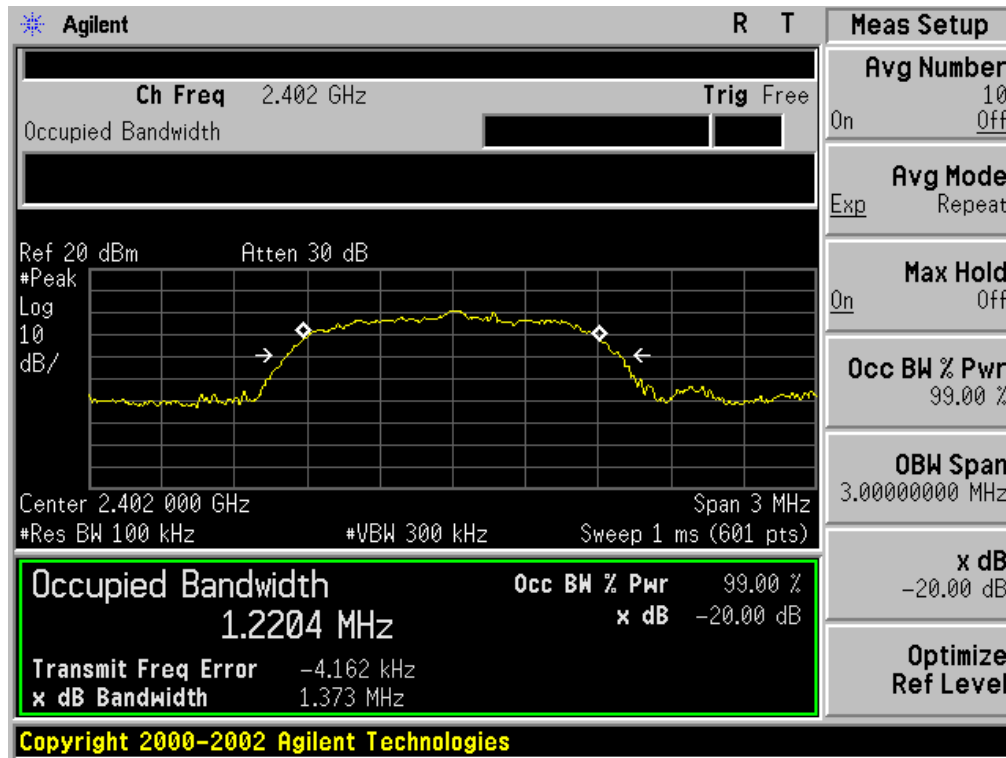 Agilent R T
Ch Freq 2.402 GHz Trig Free
Occupied Bandwidth
Ref 20 dBm Atten 30 dB
#Peak
Log
10
dB/
Center 2.402 000 GHz Span 3 MHz
#Res BW 100 kHz #VBW 300 kHz Sweep 1 ms (601 pts)
Occupied Bandwidth Occ BW % Pwr 99.00 %
1.2204 MHz x dB -20.00 dB
Transmit Freq Error -4.162 kHz
x dB Bandwidth 1.373 MHz
Copyright 2000-2002 Agilent Technologies
Meas Setup
Avg Number
10
On Off
Avg Mode
Exp Repeat
Max Hold
On Off
Occ BW % Pwr
99.00 %
OBW Span
3.00000000 MHz
x dB
-20.00 dB
Optimize
Ref Level